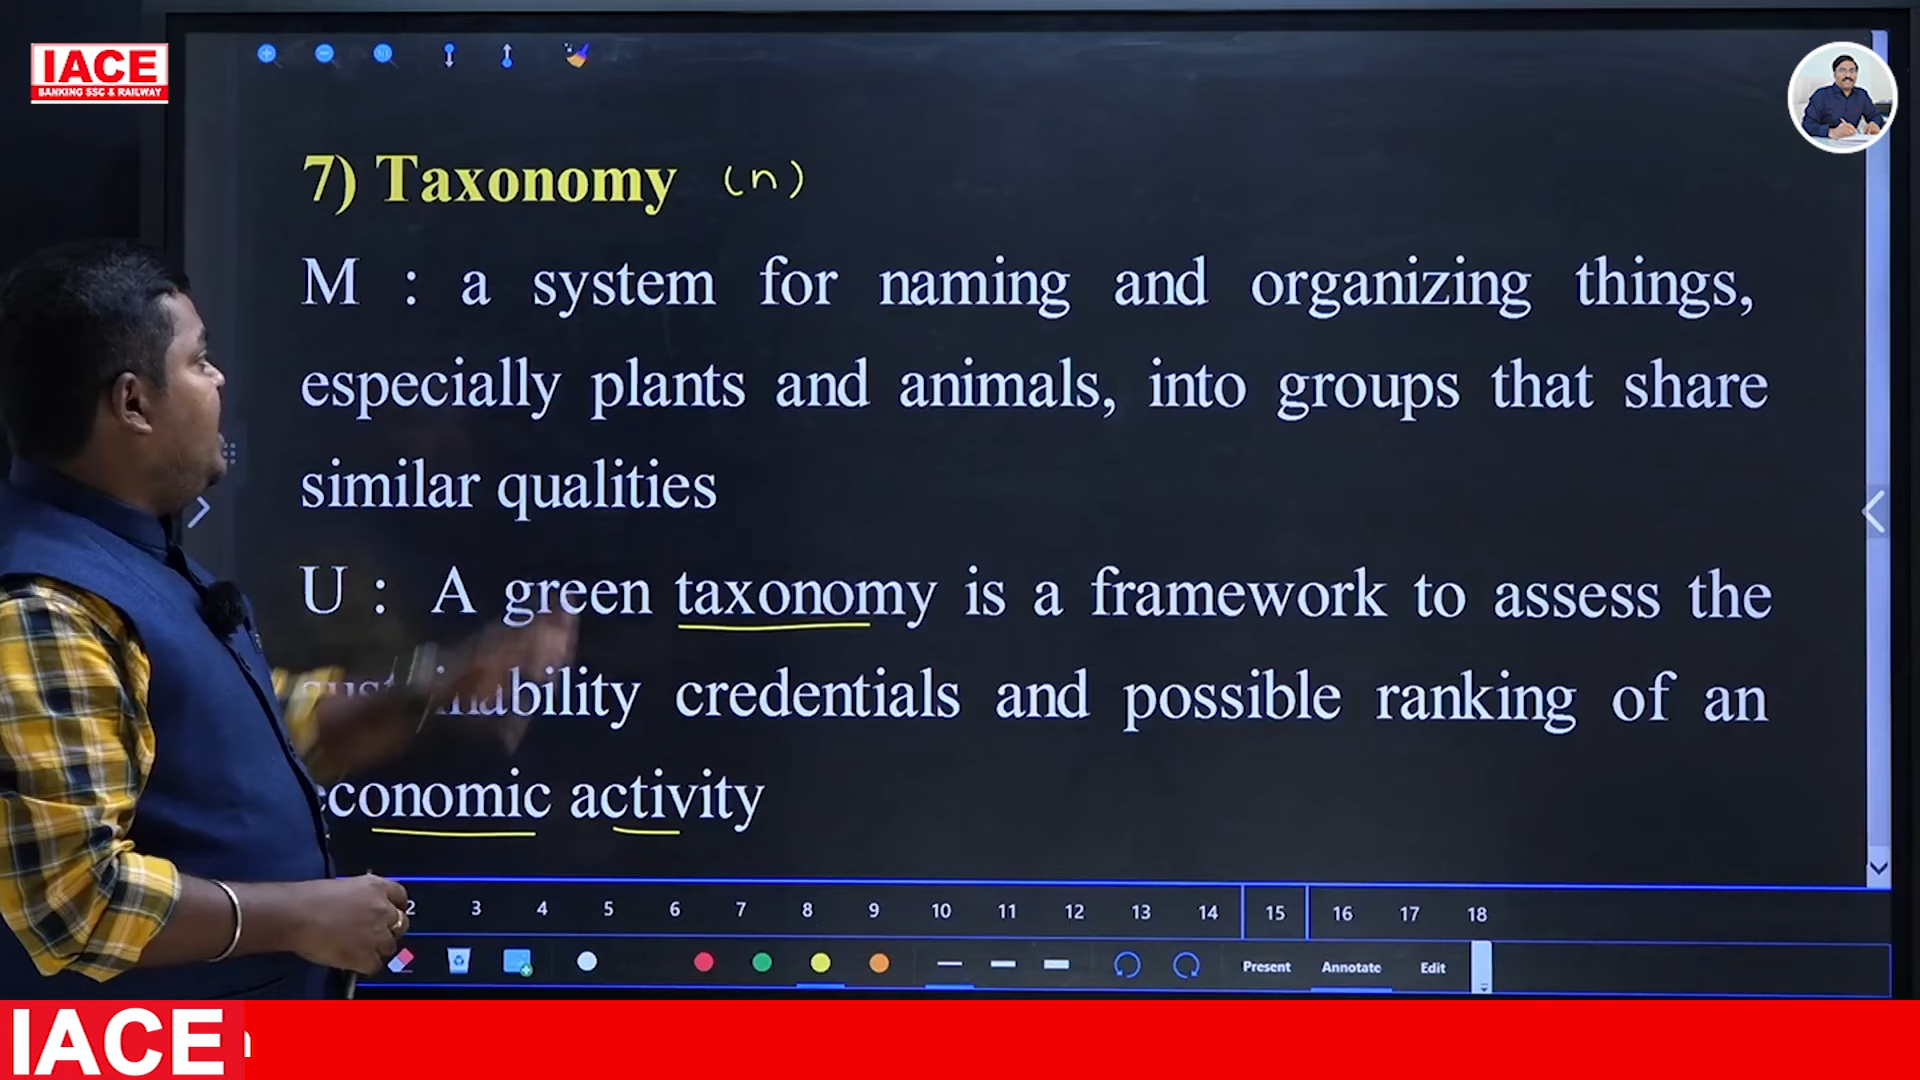 IACE
BANKING SSC & RAILWAY
7) Taxonomy (n)
M : a system for naming and organizing things,
especially plants and animals, into groups that share
similar qualities
U : A green taxonomy is a framework to assess the
sustainability credentials and possible ranking of an
economic activity
2 3 4 5 6 7 8 9 10 11 12 13 14 15 16 17 18
Present Annotate Edit
IACE